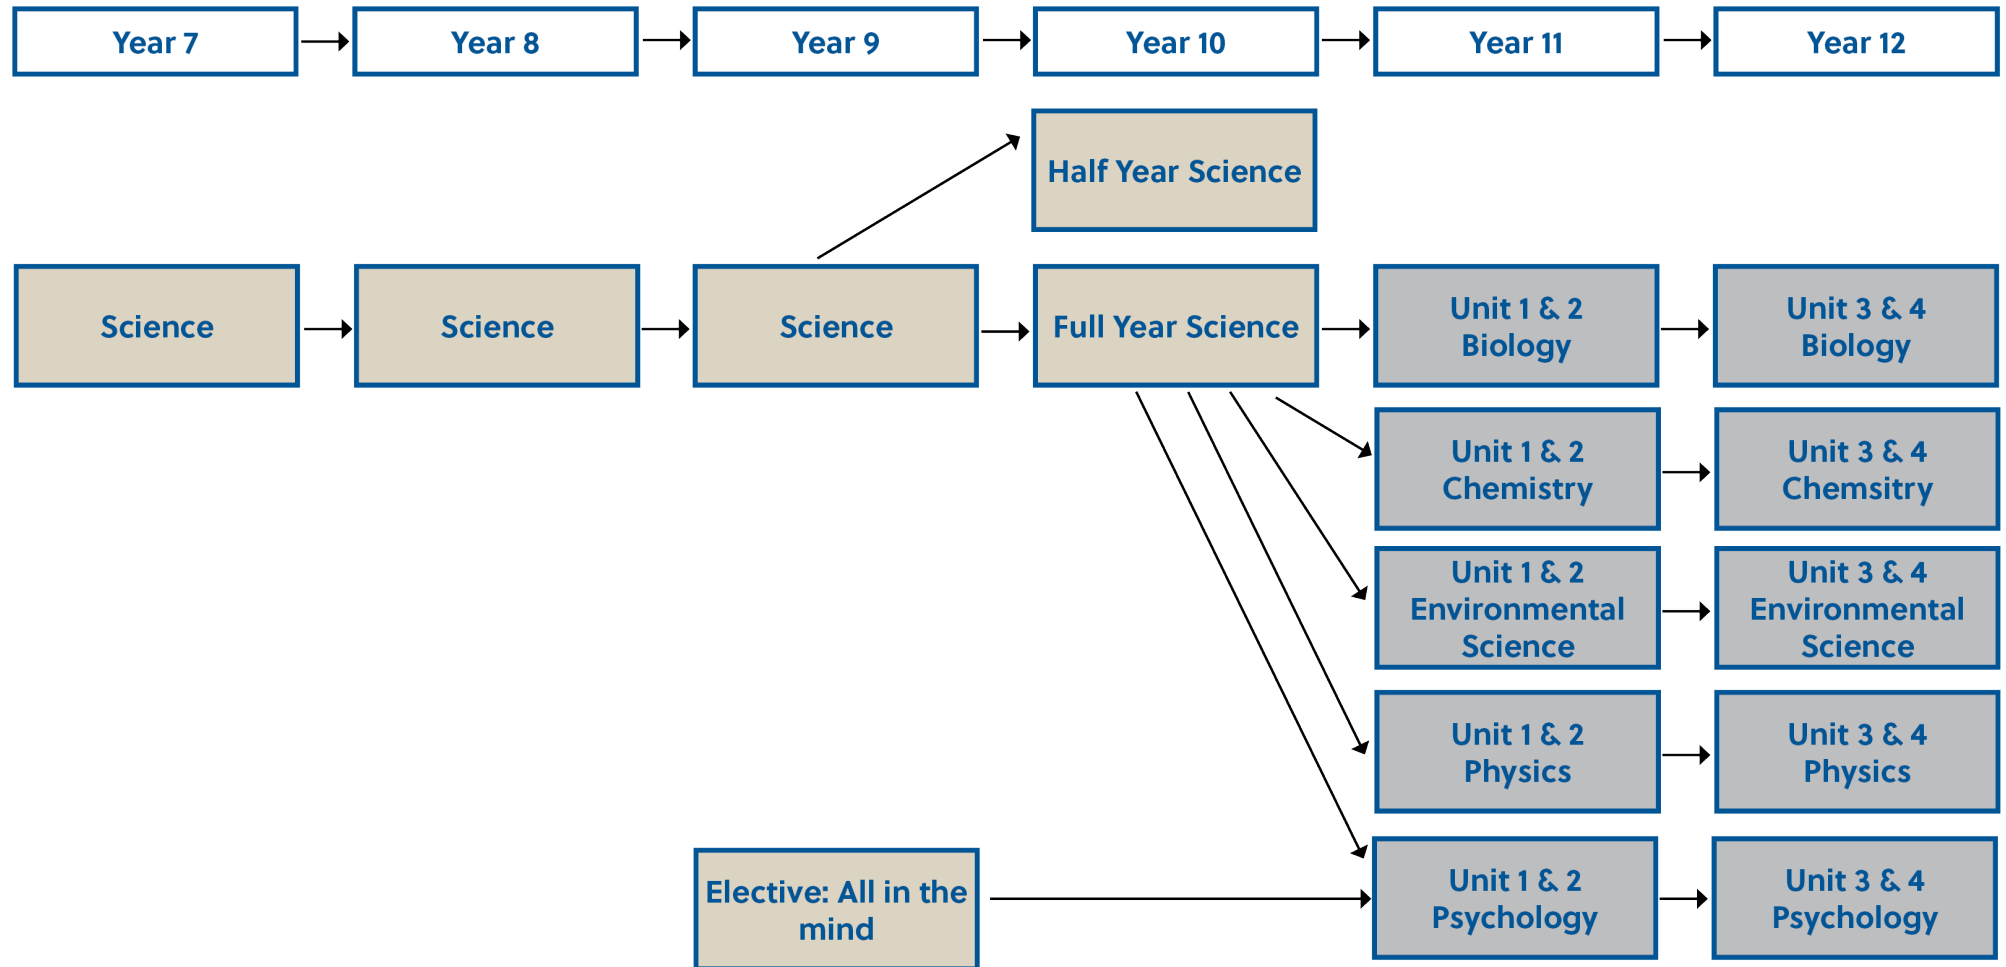 Year 7
Year 8
Year 9
Year 10
Year 11
Year 12
Half Year Science
Science
Science
Science
Full Year Science
Unit 1 & 2
Biology
Unit 3 & 4
Biology
Unit 1 & 2
Chemistry
Unit 3 & 4
Chemsitry
Unit 1 & 2
Environmental
Science
Unit 3 & 4
Environmental
Science
Unit 1 & 2
Physics
Unit 3 & 4
Physics
Elective: All in the
mind
Unit 1 & 2
Psychology
Unit 3 & 4
Psychology